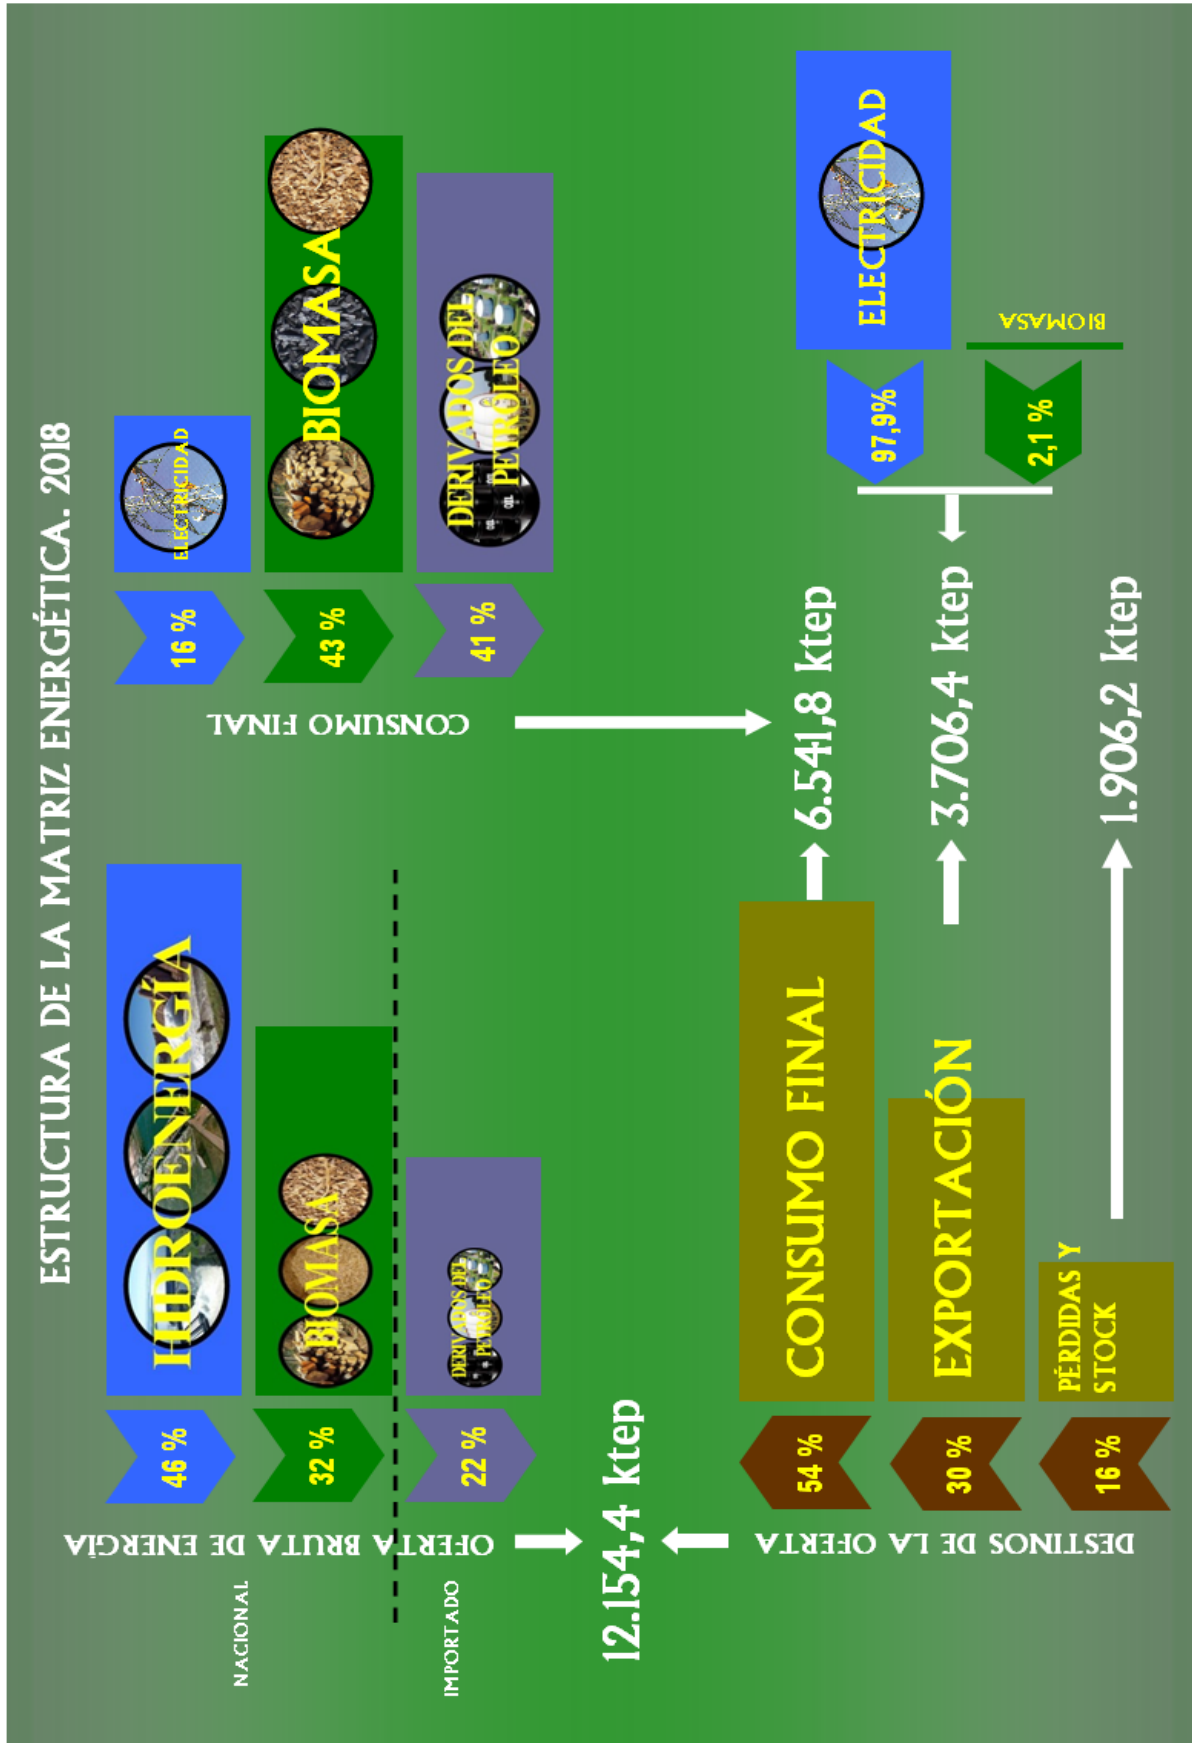 ESTRUCTURA DE LA MATRIZ ENERGÉTICA. 2018
OFERTA BRUTA DE ENERGÍA
NACIONAL
46 %
HIDROENERGÍA
32 %
BIOMASA
IMPORTADO
22 %
DERIVADOS DEL
PETROLEO
12.154,4 ktep
CONSUMO FINAL
16 %
ELECTRICIDAD
43 %
BIOMASA
41 %
DERIVADOS DEL
PETROLEO
DESTINOS DE LA OFERTA
54 %
CONSUMO FINAL
6.541,8 ktep
30 %
EXPORTACIÓN
3.706,4 ktep
97,9%
ELECTRICIDAD
2,1 %
BIOMASA
16 %
PÉRDIDAS Y
STOCK
1.906,2 ktep